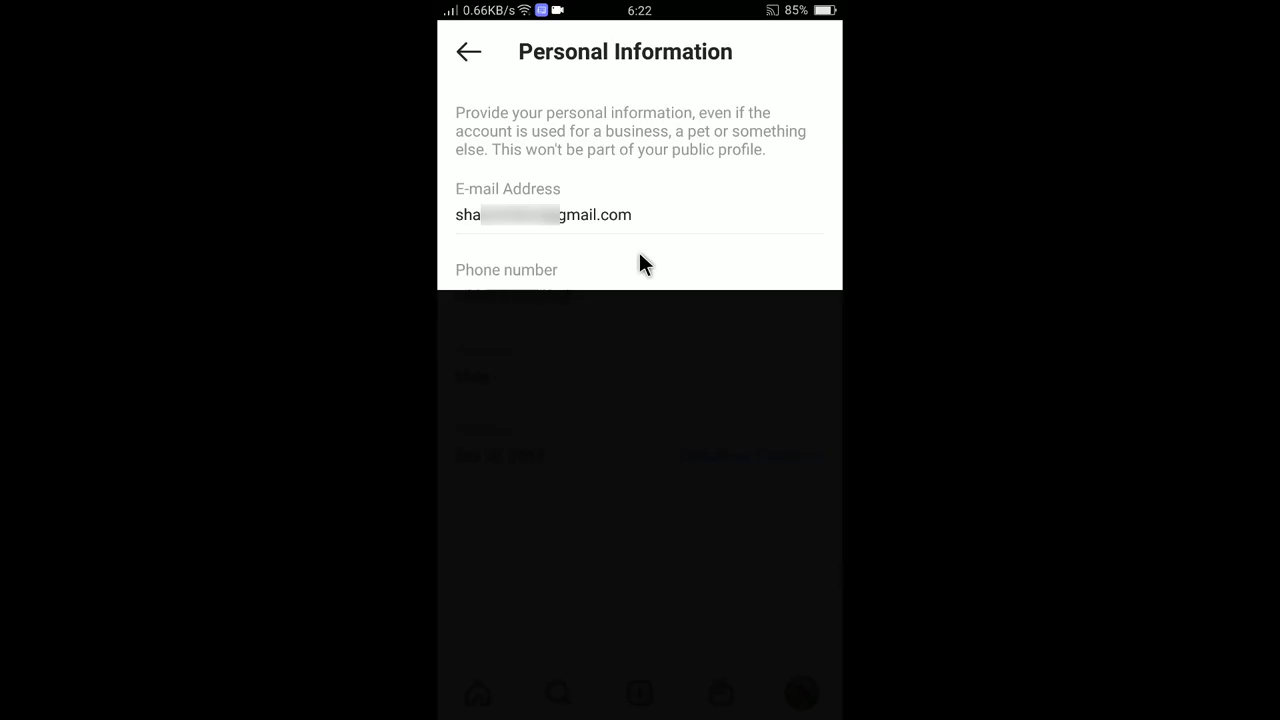 0.66KB/s 6:22 85%
Personal Information
Provide your personal information, even if the
account is used for a business, a pet or something
else. This won't be part of your public profile.
E-mail Address
sha gmail.com
Phone number